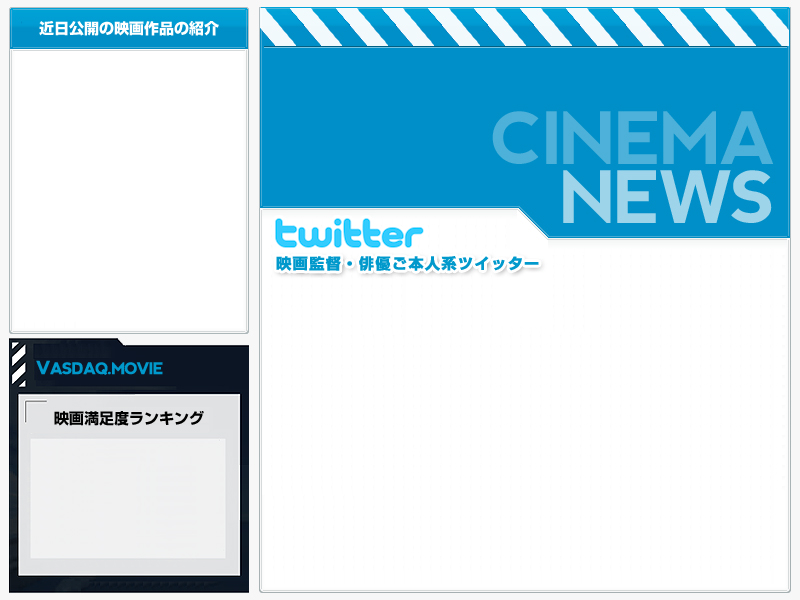 近日公開の映画作品の紹介
CINEMA
NEWS
twitter
映画監督・俳優ご本人系ツイッター
VASDAQ.MOVIE
映画満足度ランキング